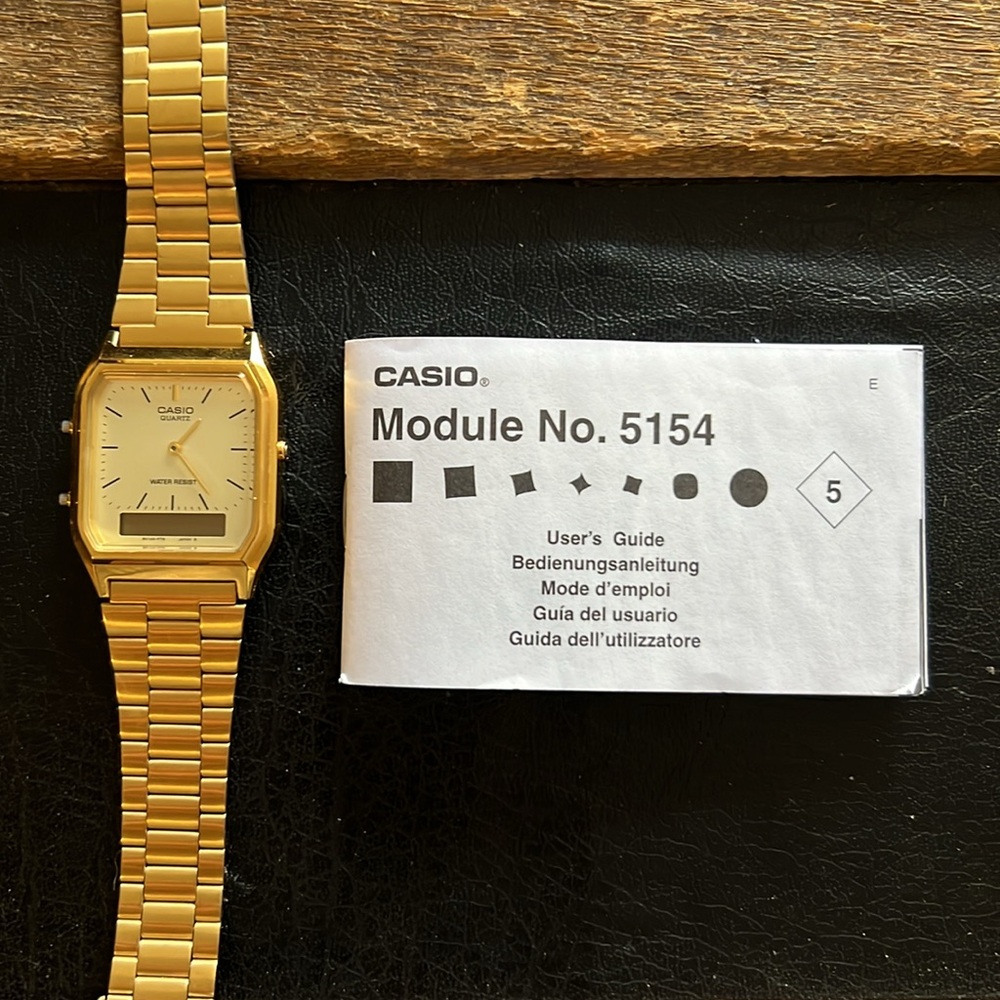 CASIO
QUARTZ
WATER RESIST
CASIO®
E
Module No. 5154
5
User's Guide
Bedienungsanleitung
Mode d'emploi
Guía del usuario
Guida dell'utilizzatore